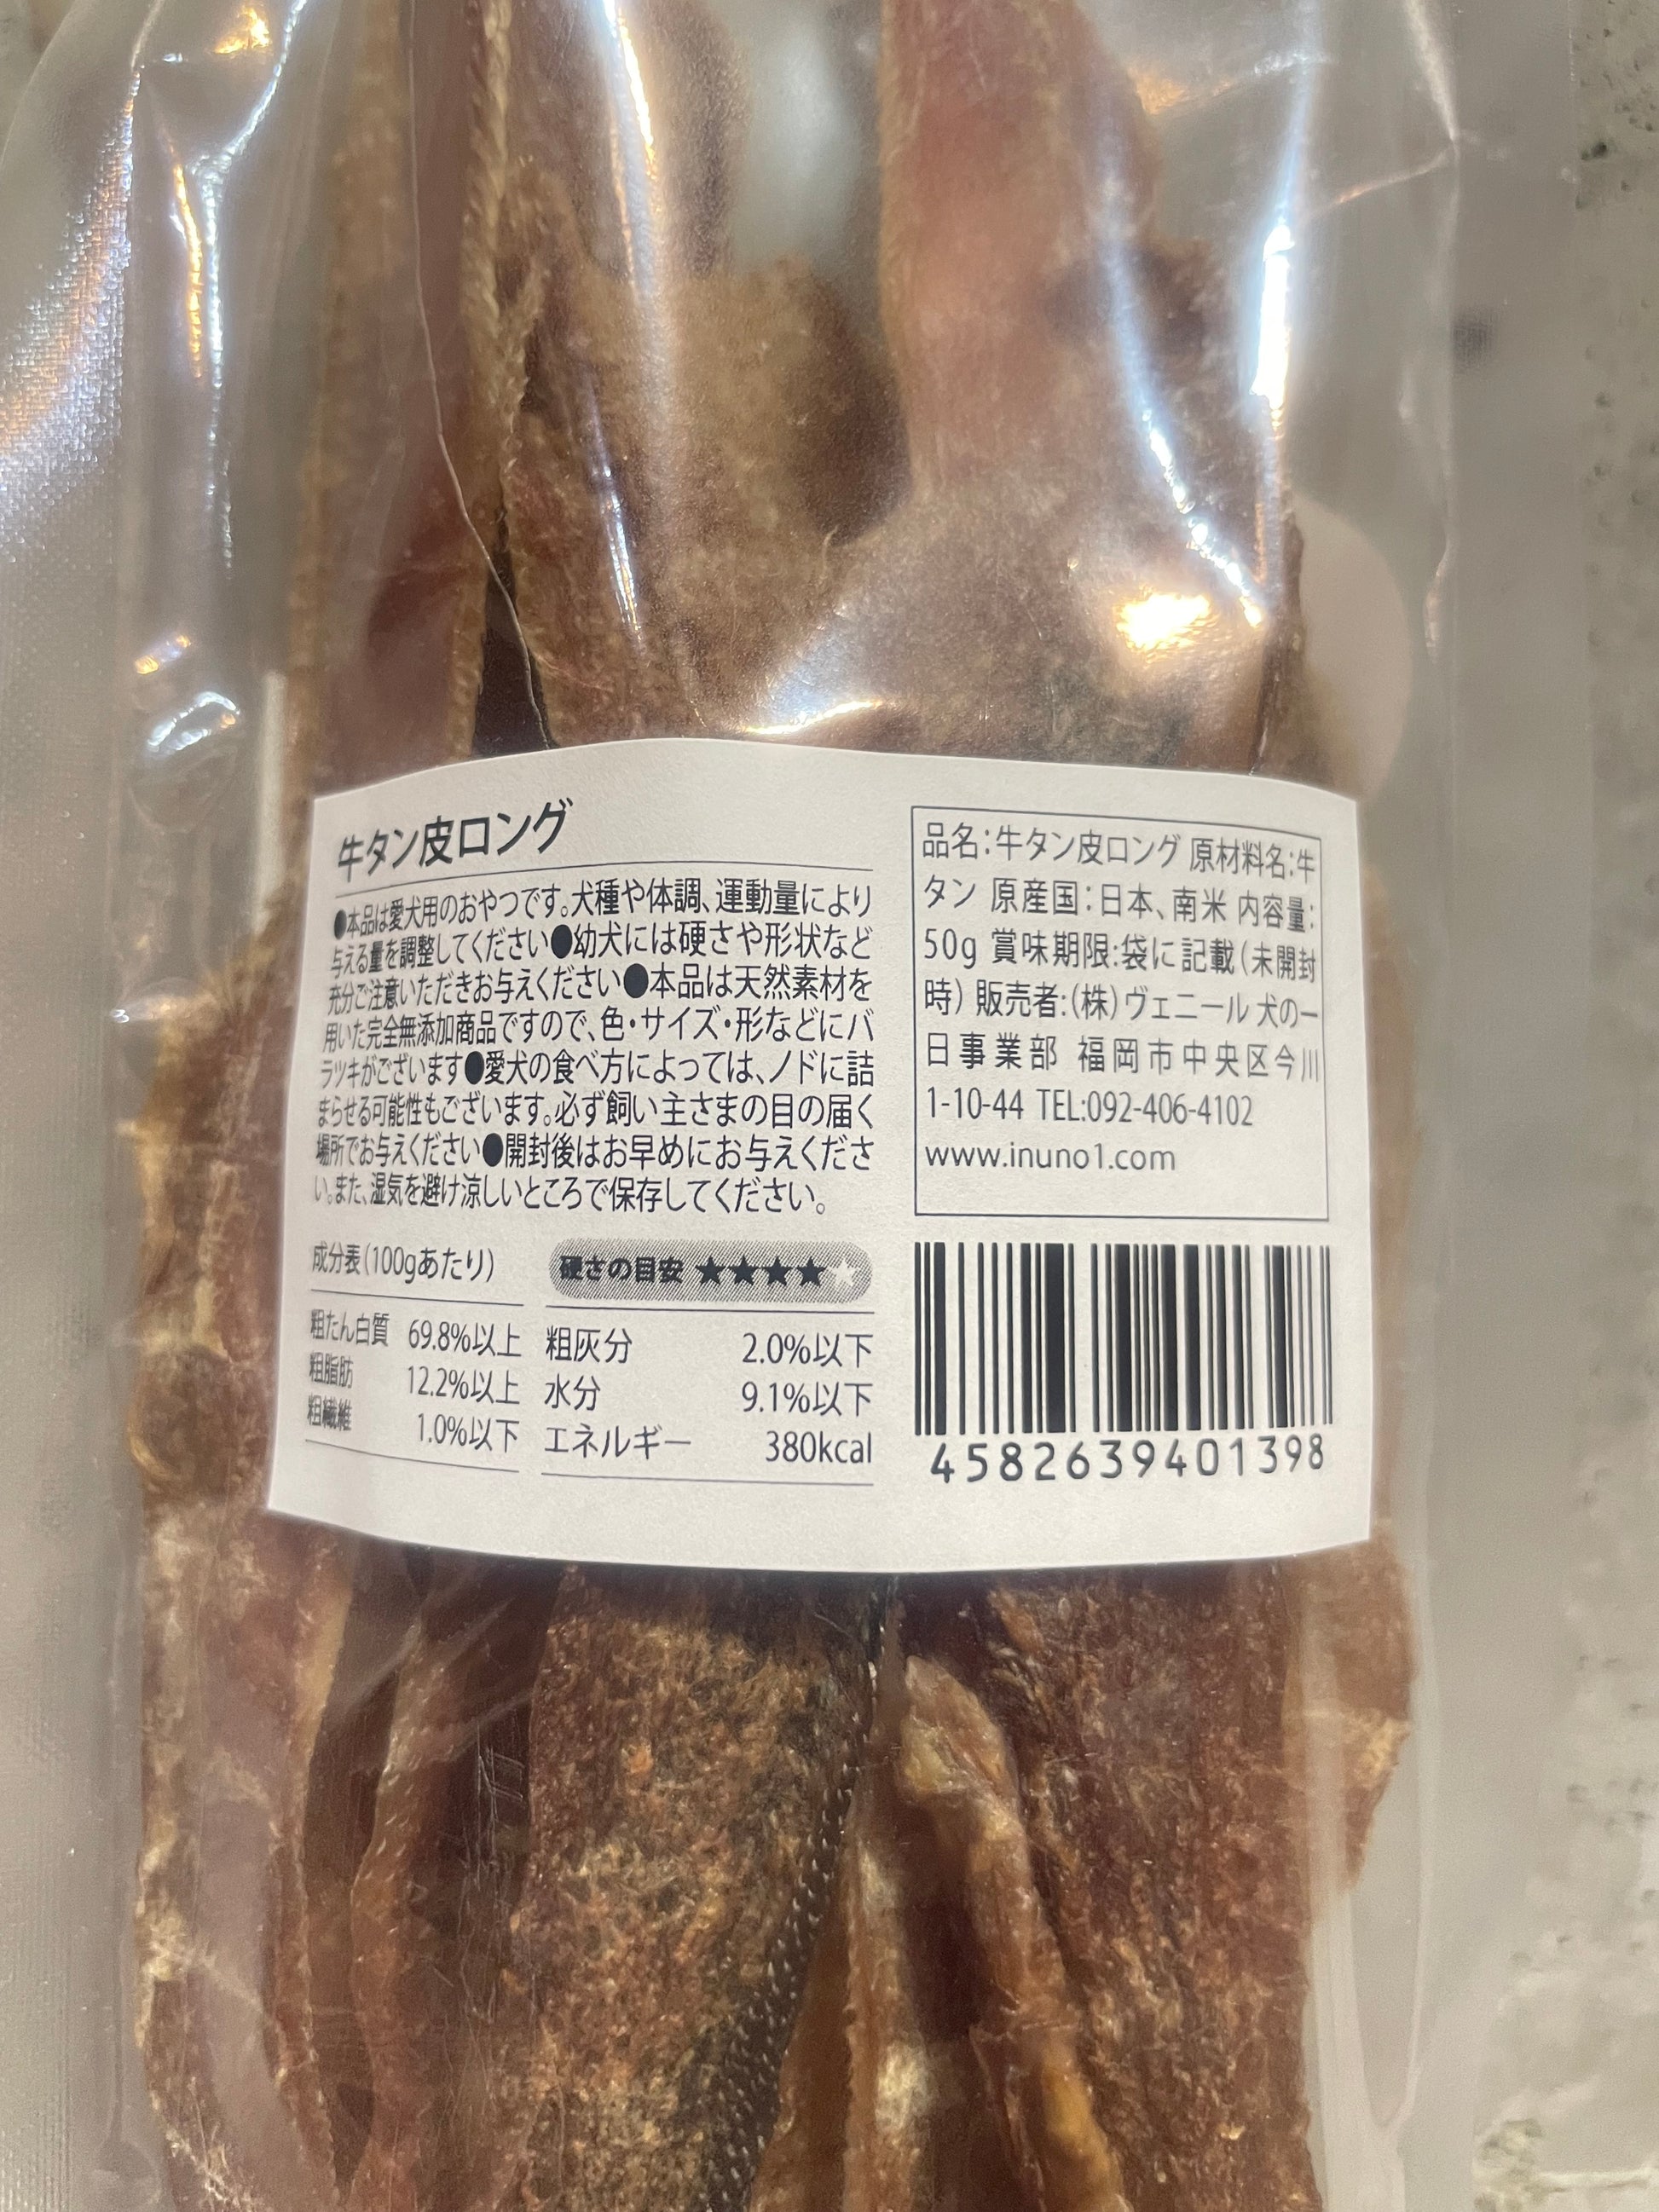 牛タン皮ロング
●本品は愛犬用のおやつです。犬種や体調、運動量により
与える量を調整してください●幼犬には硬さや形状など
充分ご注意いただきお与えください●本品は天然素材を
用いた完全無添加商品ですので、色・サイズ・形などにバ
ラツキがございます●愛犬の食べ方によっては、ノドに詰
まらせる可能性もございます。必ず飼い主さまの目の届く
場所でお与えください●開封後はお早めにお与えくださ
い。また、湿気を避け涼しいところで保存してください。
成分表(100gあたり)
硬さの目安 ★★★★★
粗たん白質 69.8%以上
粗脂肪 12.2%以上
粗繊維 1.0%以下
粗灰分 2.0%以下
水分 9.1%以下
エネルギー 380kcal
品名:牛タン皮ロング 原材料名:牛
タン 原産国:日本、南米 内容量:
50g 賞味期限:袋に記載(未開封
時) 販売者:(株)ヴェニール 犬の一
日事業部 福岡市中央区今川
1-10-44 TEL:092-406-4102
www.inuno1.com
4582639401398